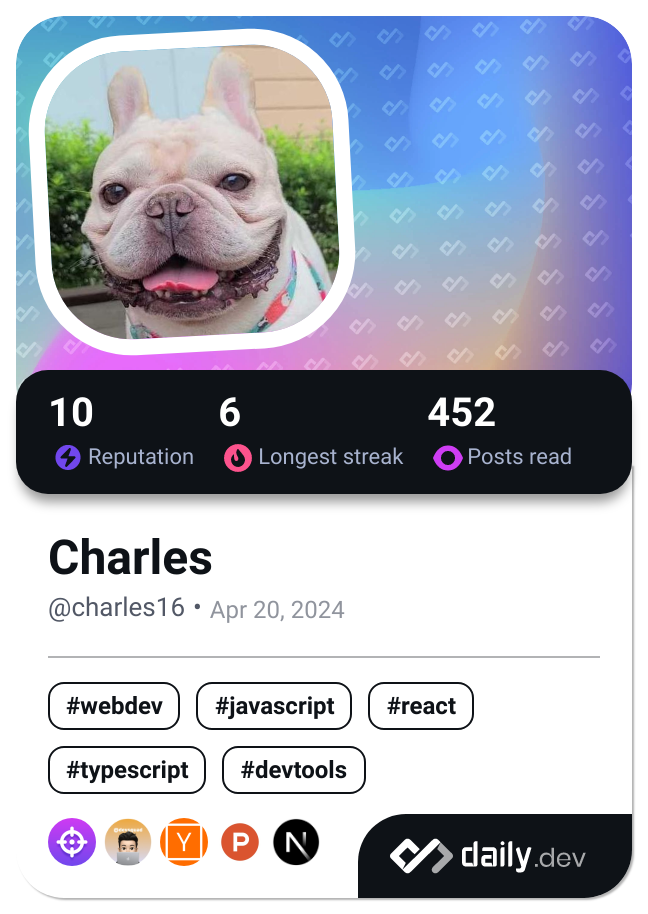 10 6 452
Reputation Longest streak Posts read
Charles
@charles16 • Apr 20, 2024
#webdev #javascript #react
#typescript #devtools
Y P N
daily.dev